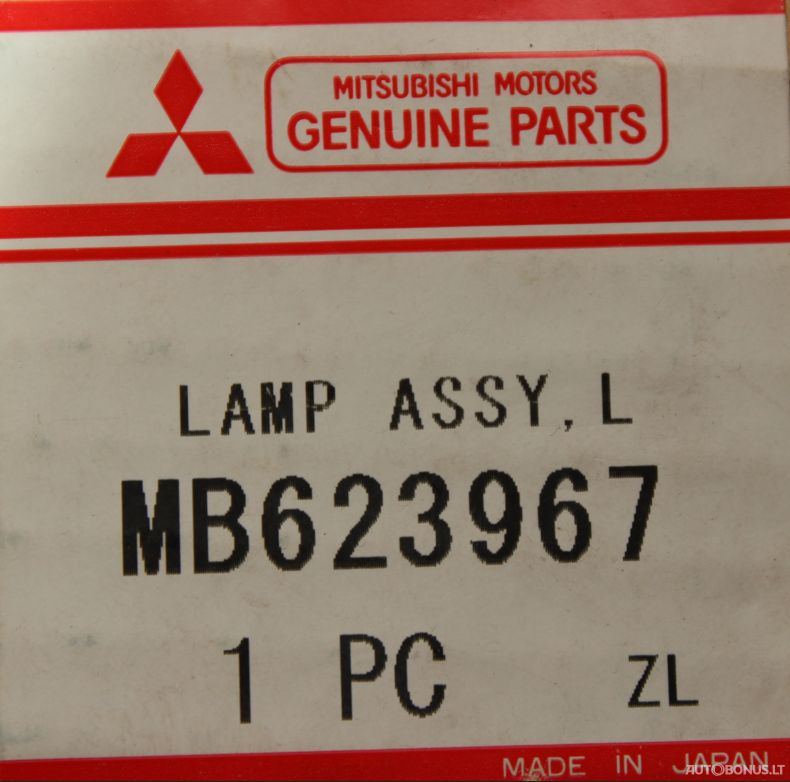 MITSUBISHI MOTORS
GENUINE PARTS
LAMP ASSY, L
MB623967
1 PC ZL
MADE iN JAPAN
AUTOBONUS.LT